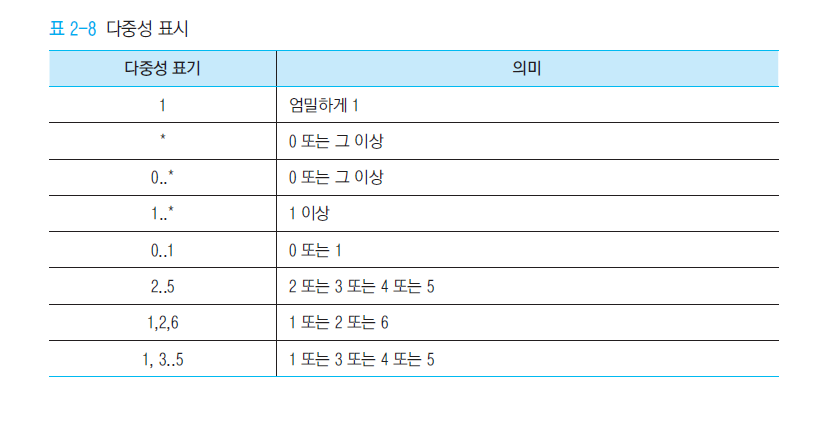 표 2-8 다중성 표시
다중성 표기 의미
1 엄밀하게 1
* 0 또는 그 이상
0..* 0 또는 그 이상
1..* 1 이상
0..1 0 또는 1
2..5 2 또는 3 또는 4 또는 5
1,2,6 1 또는 2 또는 6
1, 3..5 1 또는 3 또는 4 또는 5